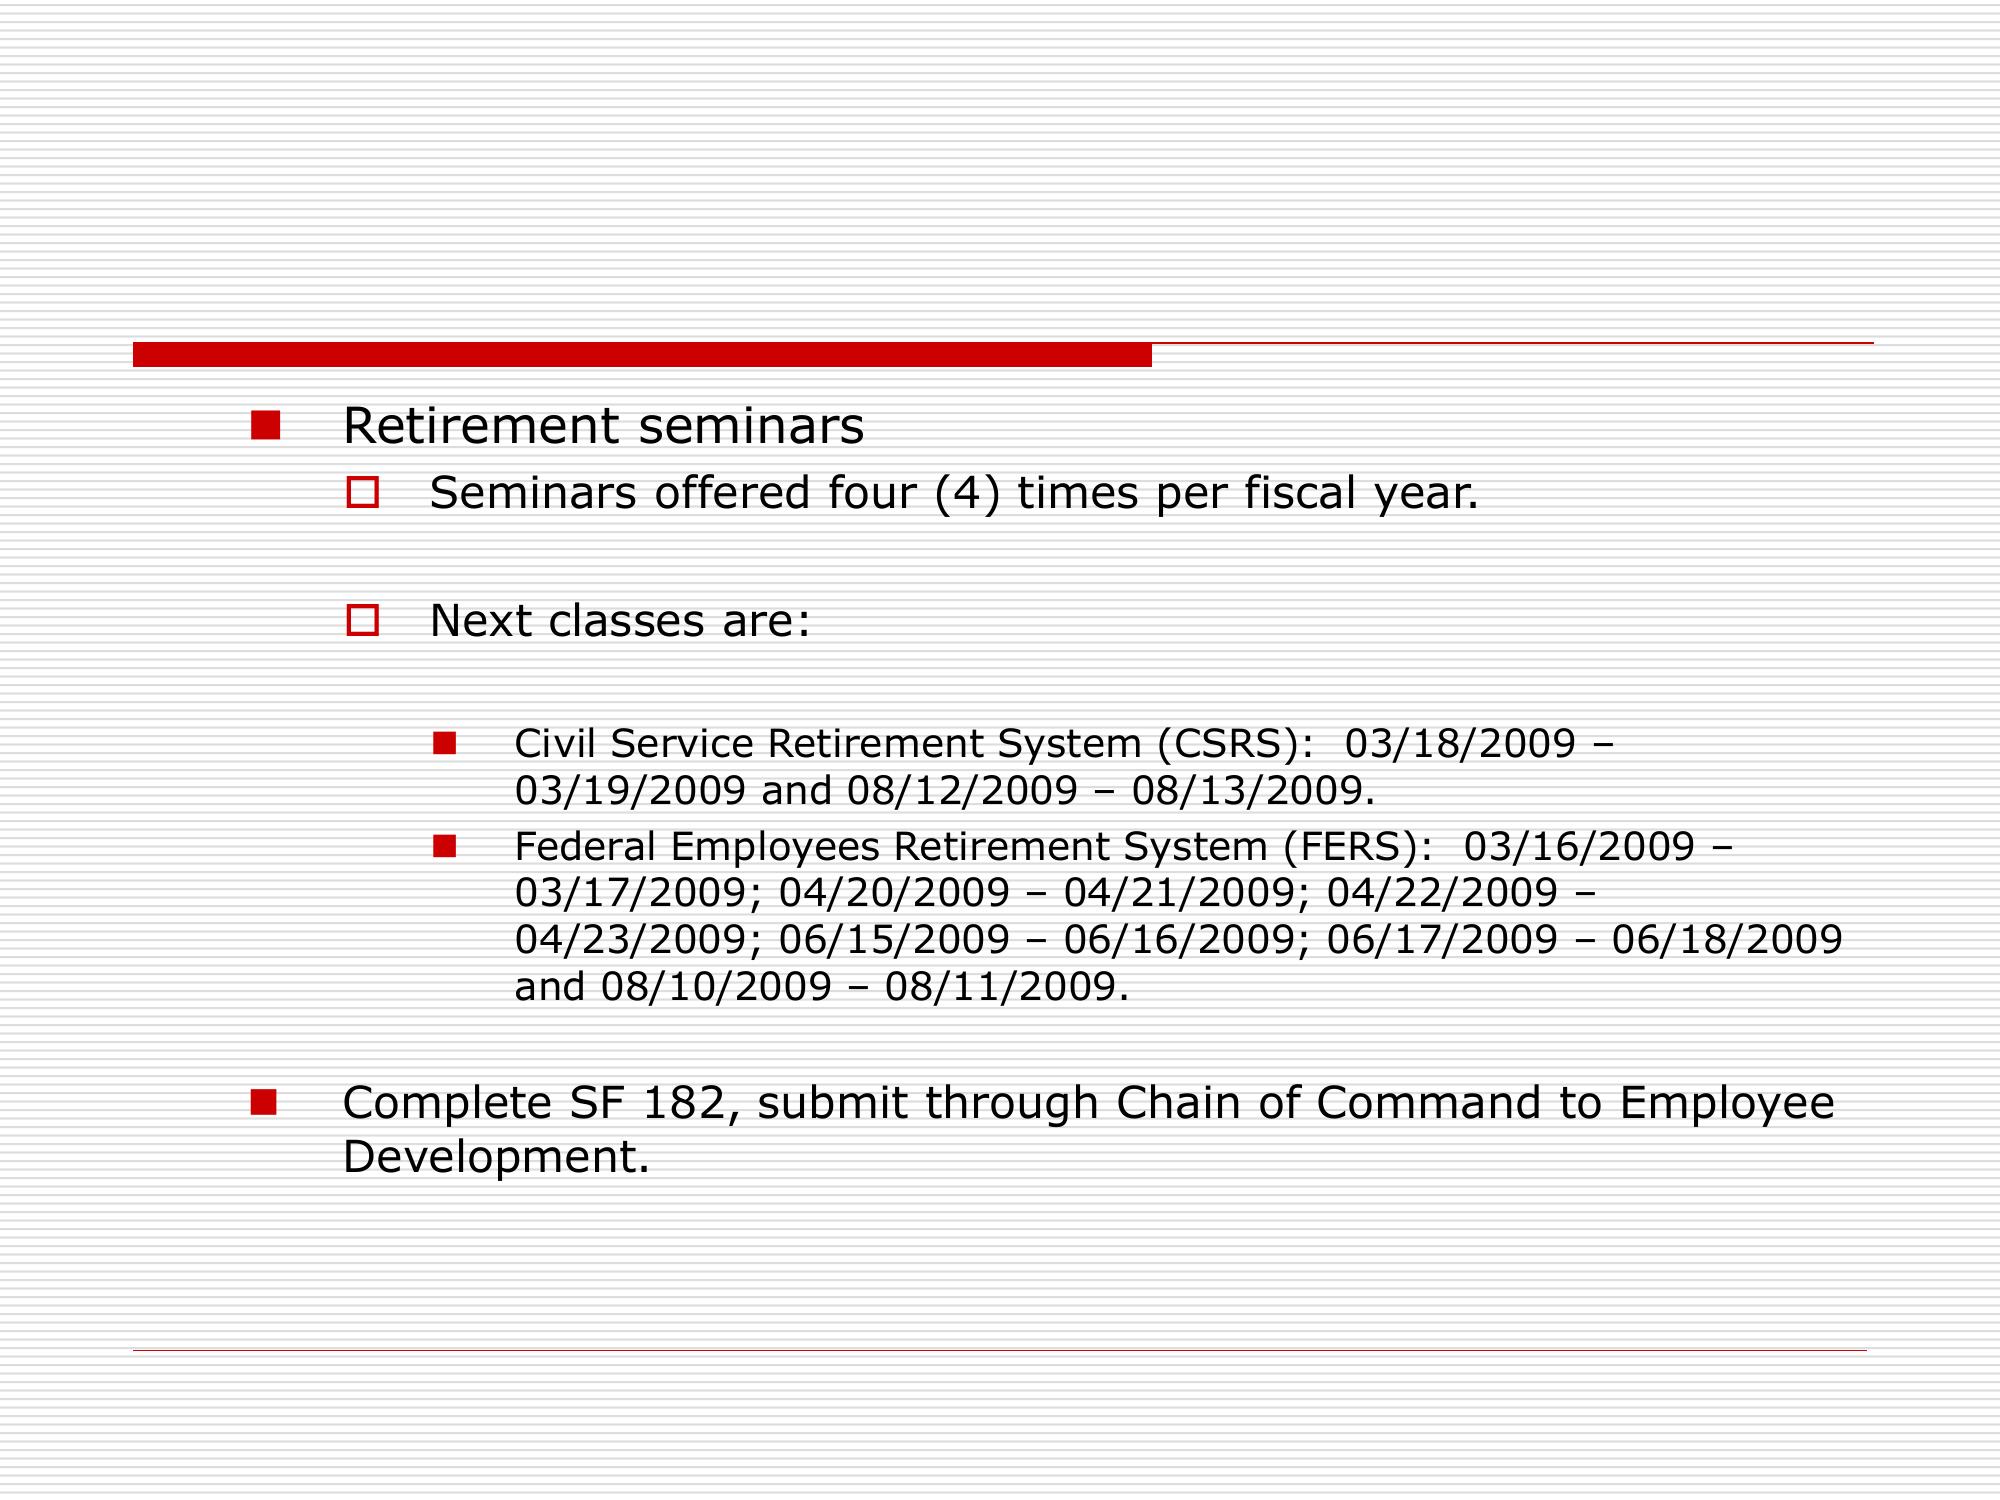 Retirement seminars
Seminars offered four (4) times per fiscal year.
Next classes are:
Civil Service Retirement System (CSRS):  03/18/2009 –
03/19/2009 and 08/12/2009 – 08/13/2009.
Federal Employees Retirement System (FERS):  03/16/2009 –
03/17/2009; 04/20/2009 – 04/21/2009; 04/22/2009 –
04/23/2009; 06/15/2009 – 06/16/2009; 06/17/2009 – 06/18/2009
and 08/10/2009 – 08/11/2009.
Complete SF 182, submit through Chain of Command to Employee
Development.